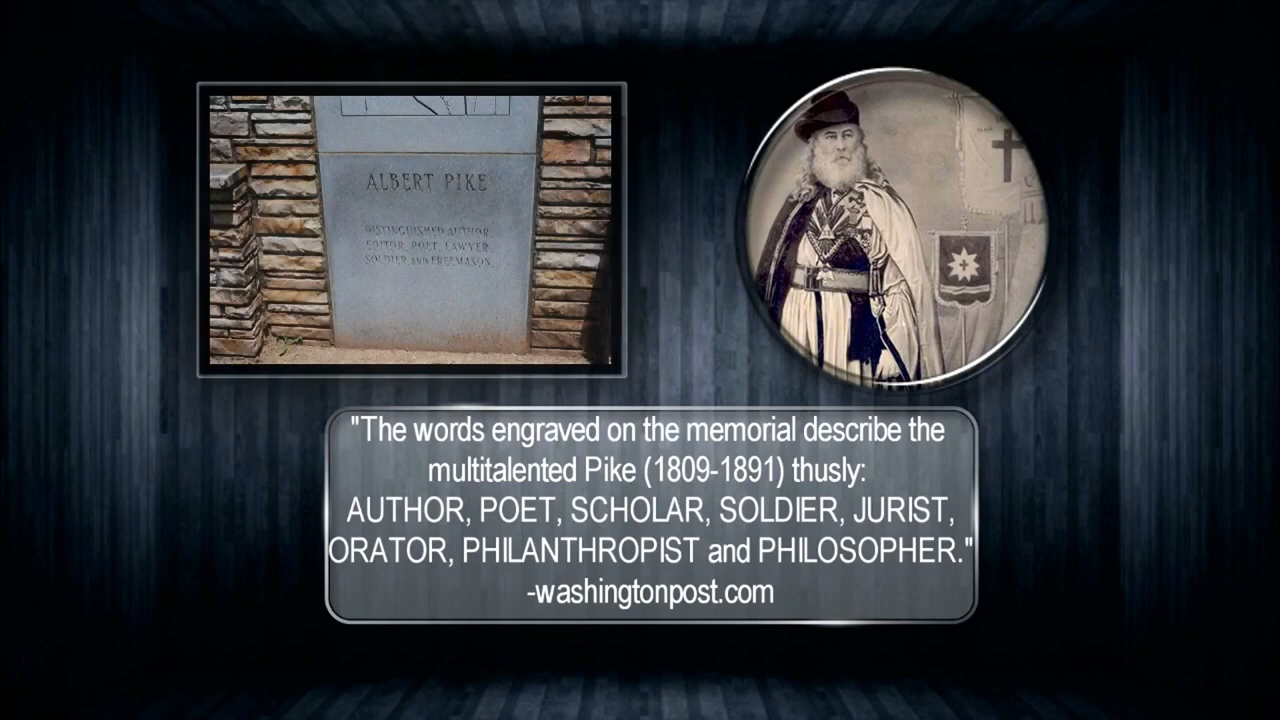 ALBERT PIKE
DISTINGUISHED AUTHOR
EDITOR, POET, LAWYER,
SOLDIER AND FREEMASON.
"The words engraved on the memorial describe the
multitalented Pike (1809-1891) thusly:
AUTHOR, POET, SCHOLAR, SOLDIER, JURIST,
ORATOR, PHILANTHROPIST and PHILOSOPHER."
-washingtonpost.com